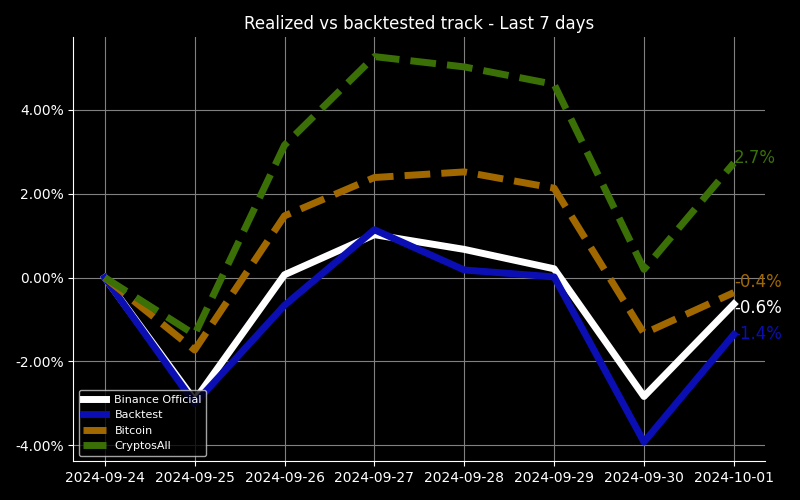 Realized vs backtested track - Last 7 days
4.00%
2.00%
0.00%
-2.00%
-4.00%
2.7%
-0.4%
-0.6%
-1.4%
Binance Official
Backtest
Bitcoin
CryptosAll
2024-09-24 2024-09-25 2024-09-26 2024-09-27 2024-09-28 2024-09-29 2024-09-30 2024-10-01